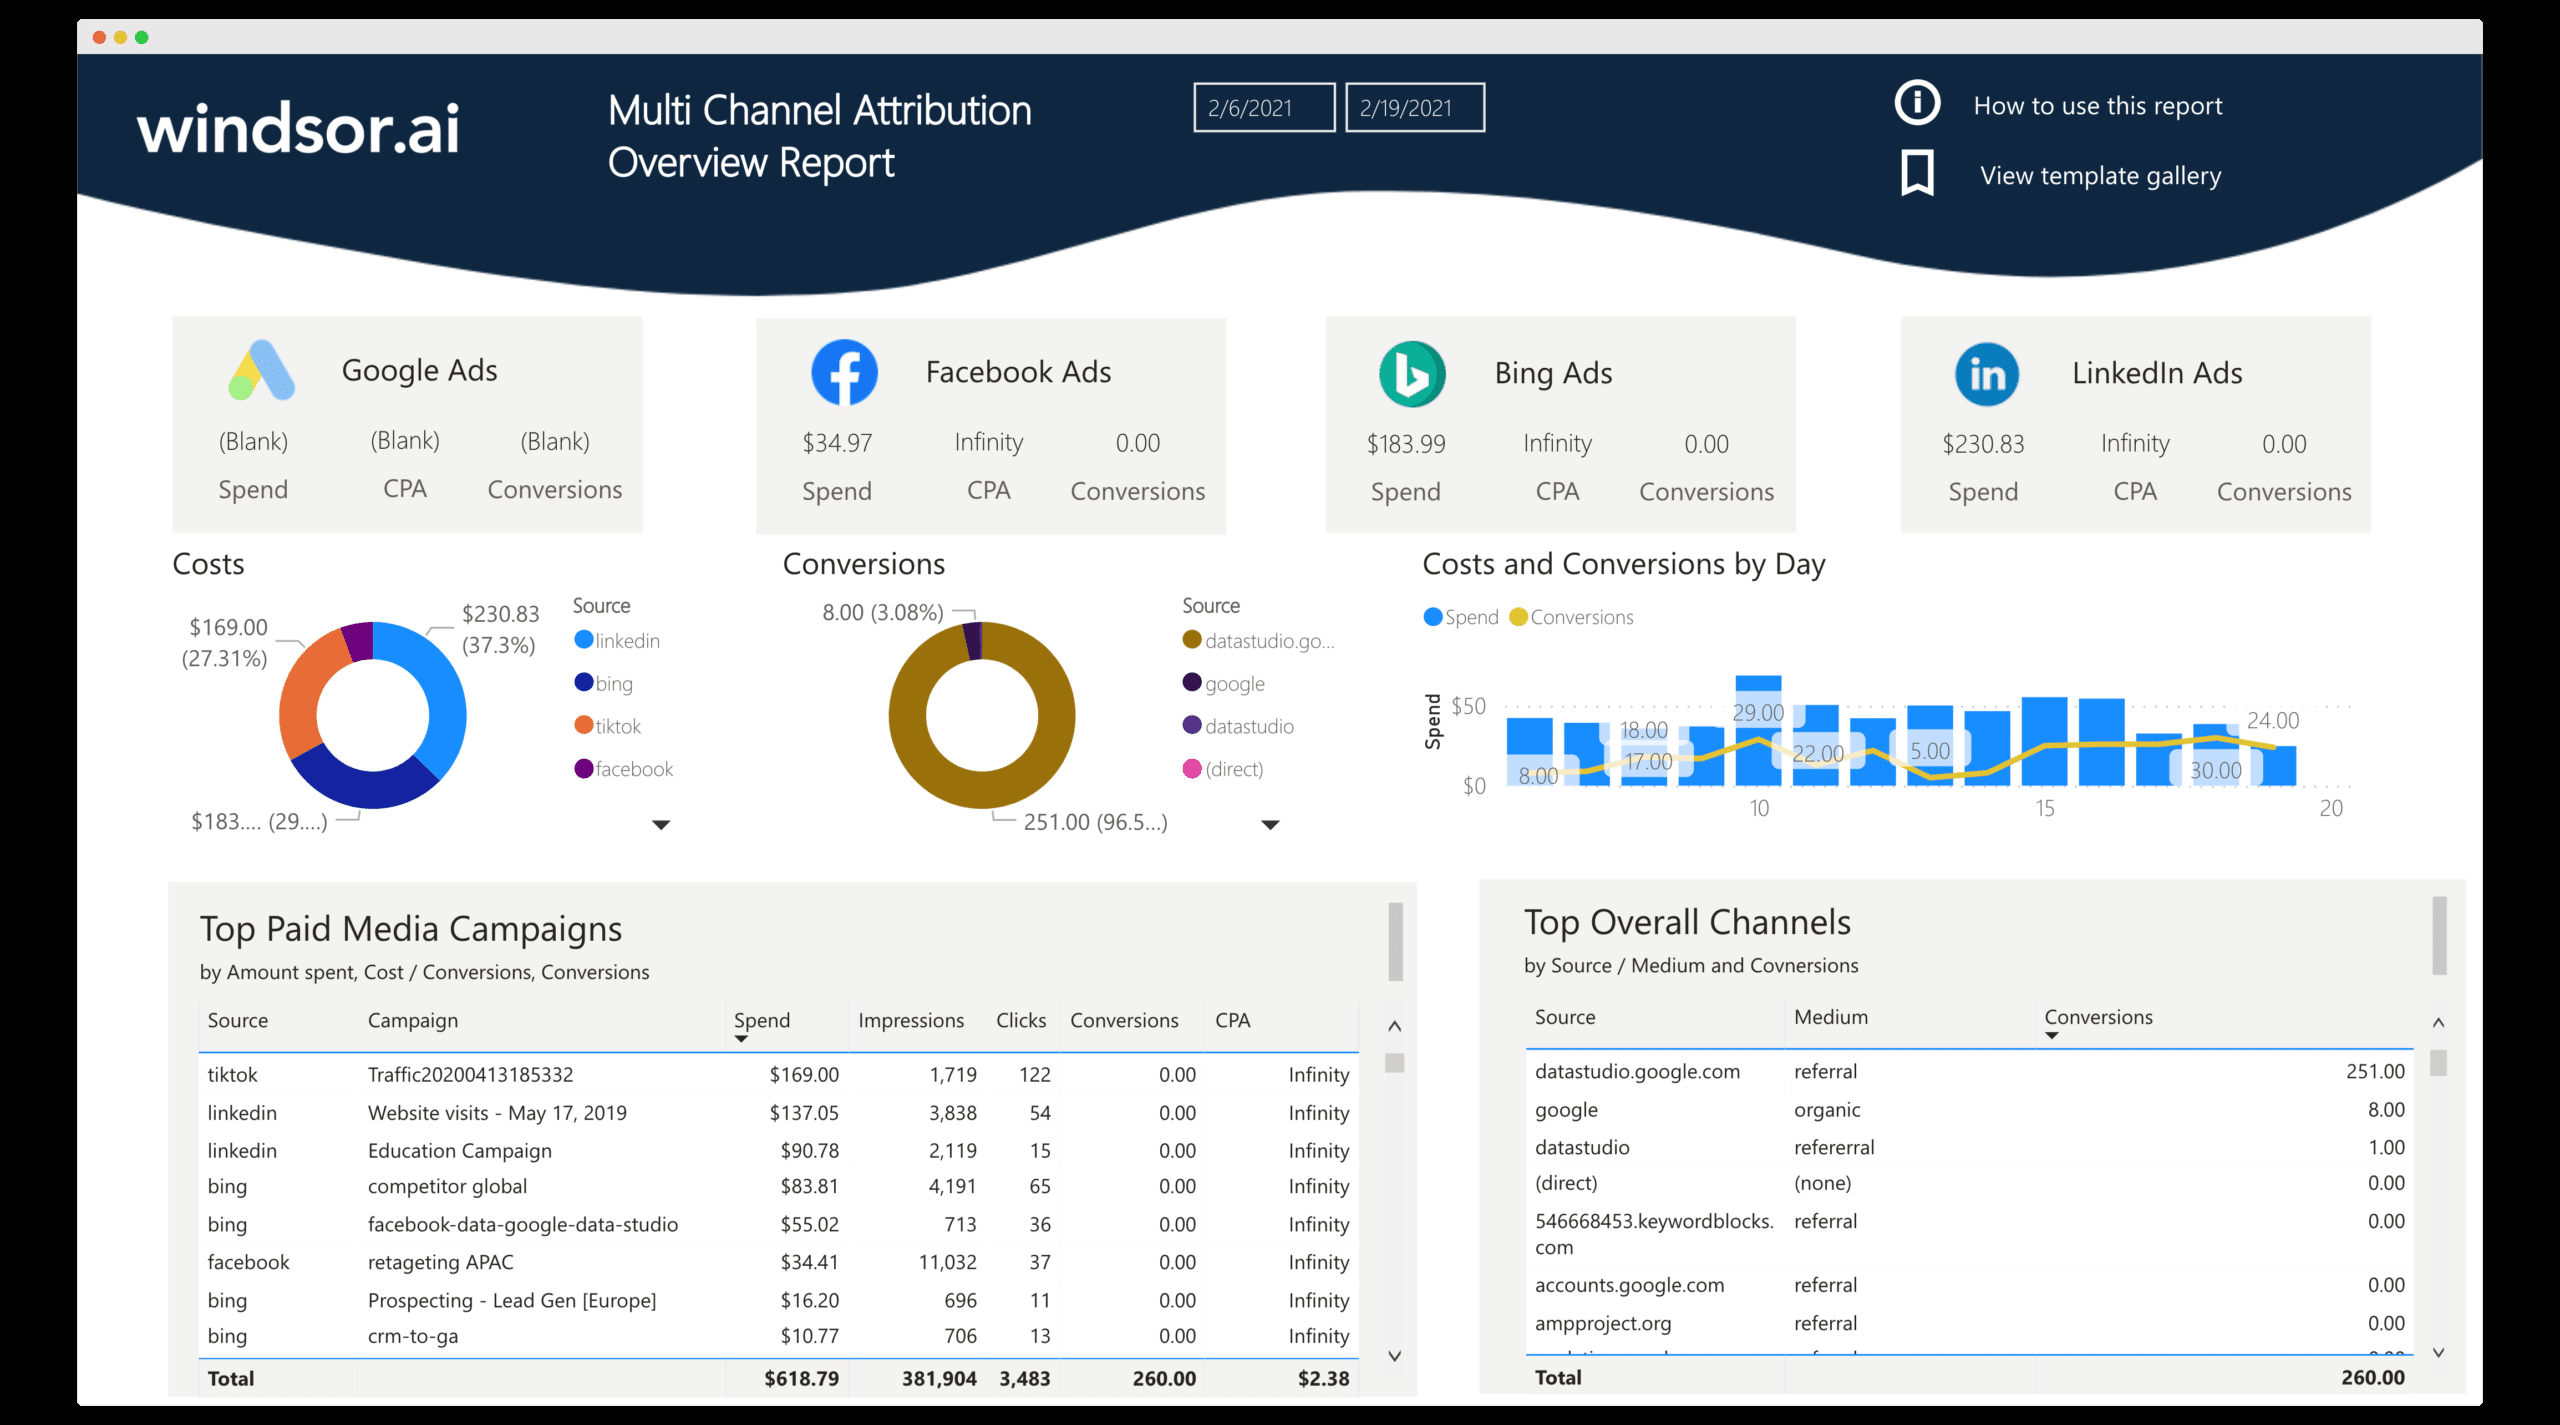 windsor.ai
Multi Channel Attribution
Overview Report
2/6/2021 2/19/2021
How to use this report
View template gallery
Google Ads
(Blank) (Blank) (Blank)
Spend CPA Conversions
Facebook Ads
$34.97 Infinity 0.00
Spend CPA Conversions
Bing Ads
$183.99 Infinity 0.00
Spend CPA Conversions
LinkedIn Ads
$230.83 Infinity 0.00
Spend CPA Conversions
Costs
$169.00
(27.31%)
$230.83
(37.3%)
$183.... (29....)
Source
linkedin
bing
tiktok
facebook
Conversions
8.00 (3.08%)
251.00 (96.5...)
Source
datastudio.go...
google
datastudio
(direct)
Costs and Conversions by Day
Spend Conversions
Spend
$50
$0
8.00
18.00
17.00
29.00
22.00
5.00
30.00
24.00
10 15 20
Top Paid Media Campaigns
by Amount spent, Cost / Conversions, Conversions
Source Campaign Spend Impressions Clicks Conversions CPA
tiktok Traffic20200413185332 $169.00 1,719 122 0.00 Infinity
linkedin Website visits - May 17, 2019 $137.05 3,838 54 0.00 Infinity
linkedin Education Campaign $90.78 2,119 15 0.00 Infinity
bing competitor global $83.81 4,191 65 0.00 Infinity
bing facebook-data-google-data-studio $55.02 713 36 0.00 Infinity
facebook retageting APAC $34.41 11,032 37 0.00 Infinity
bing Prospecting - Lead Gen [Europe] $16.20 696 11 0.00 Infinity
bing crm-to-ga $10.77 706 13 0.00 Infinity
Total $618.79 381,904 3,483 260.00 $2.38
Top Overall Channels
by Source / Medium and Covnersions
Source Medium Conversions
datastudio.google.com referral 251.00
google organic 8.00
datastudio refererral 1.00
(direct) (none) 0.00
546668453.keywordblocks. referral 0.00
com
accounts.google.com referral 0.00
ampproject.org referral 0.00
Total 260.00